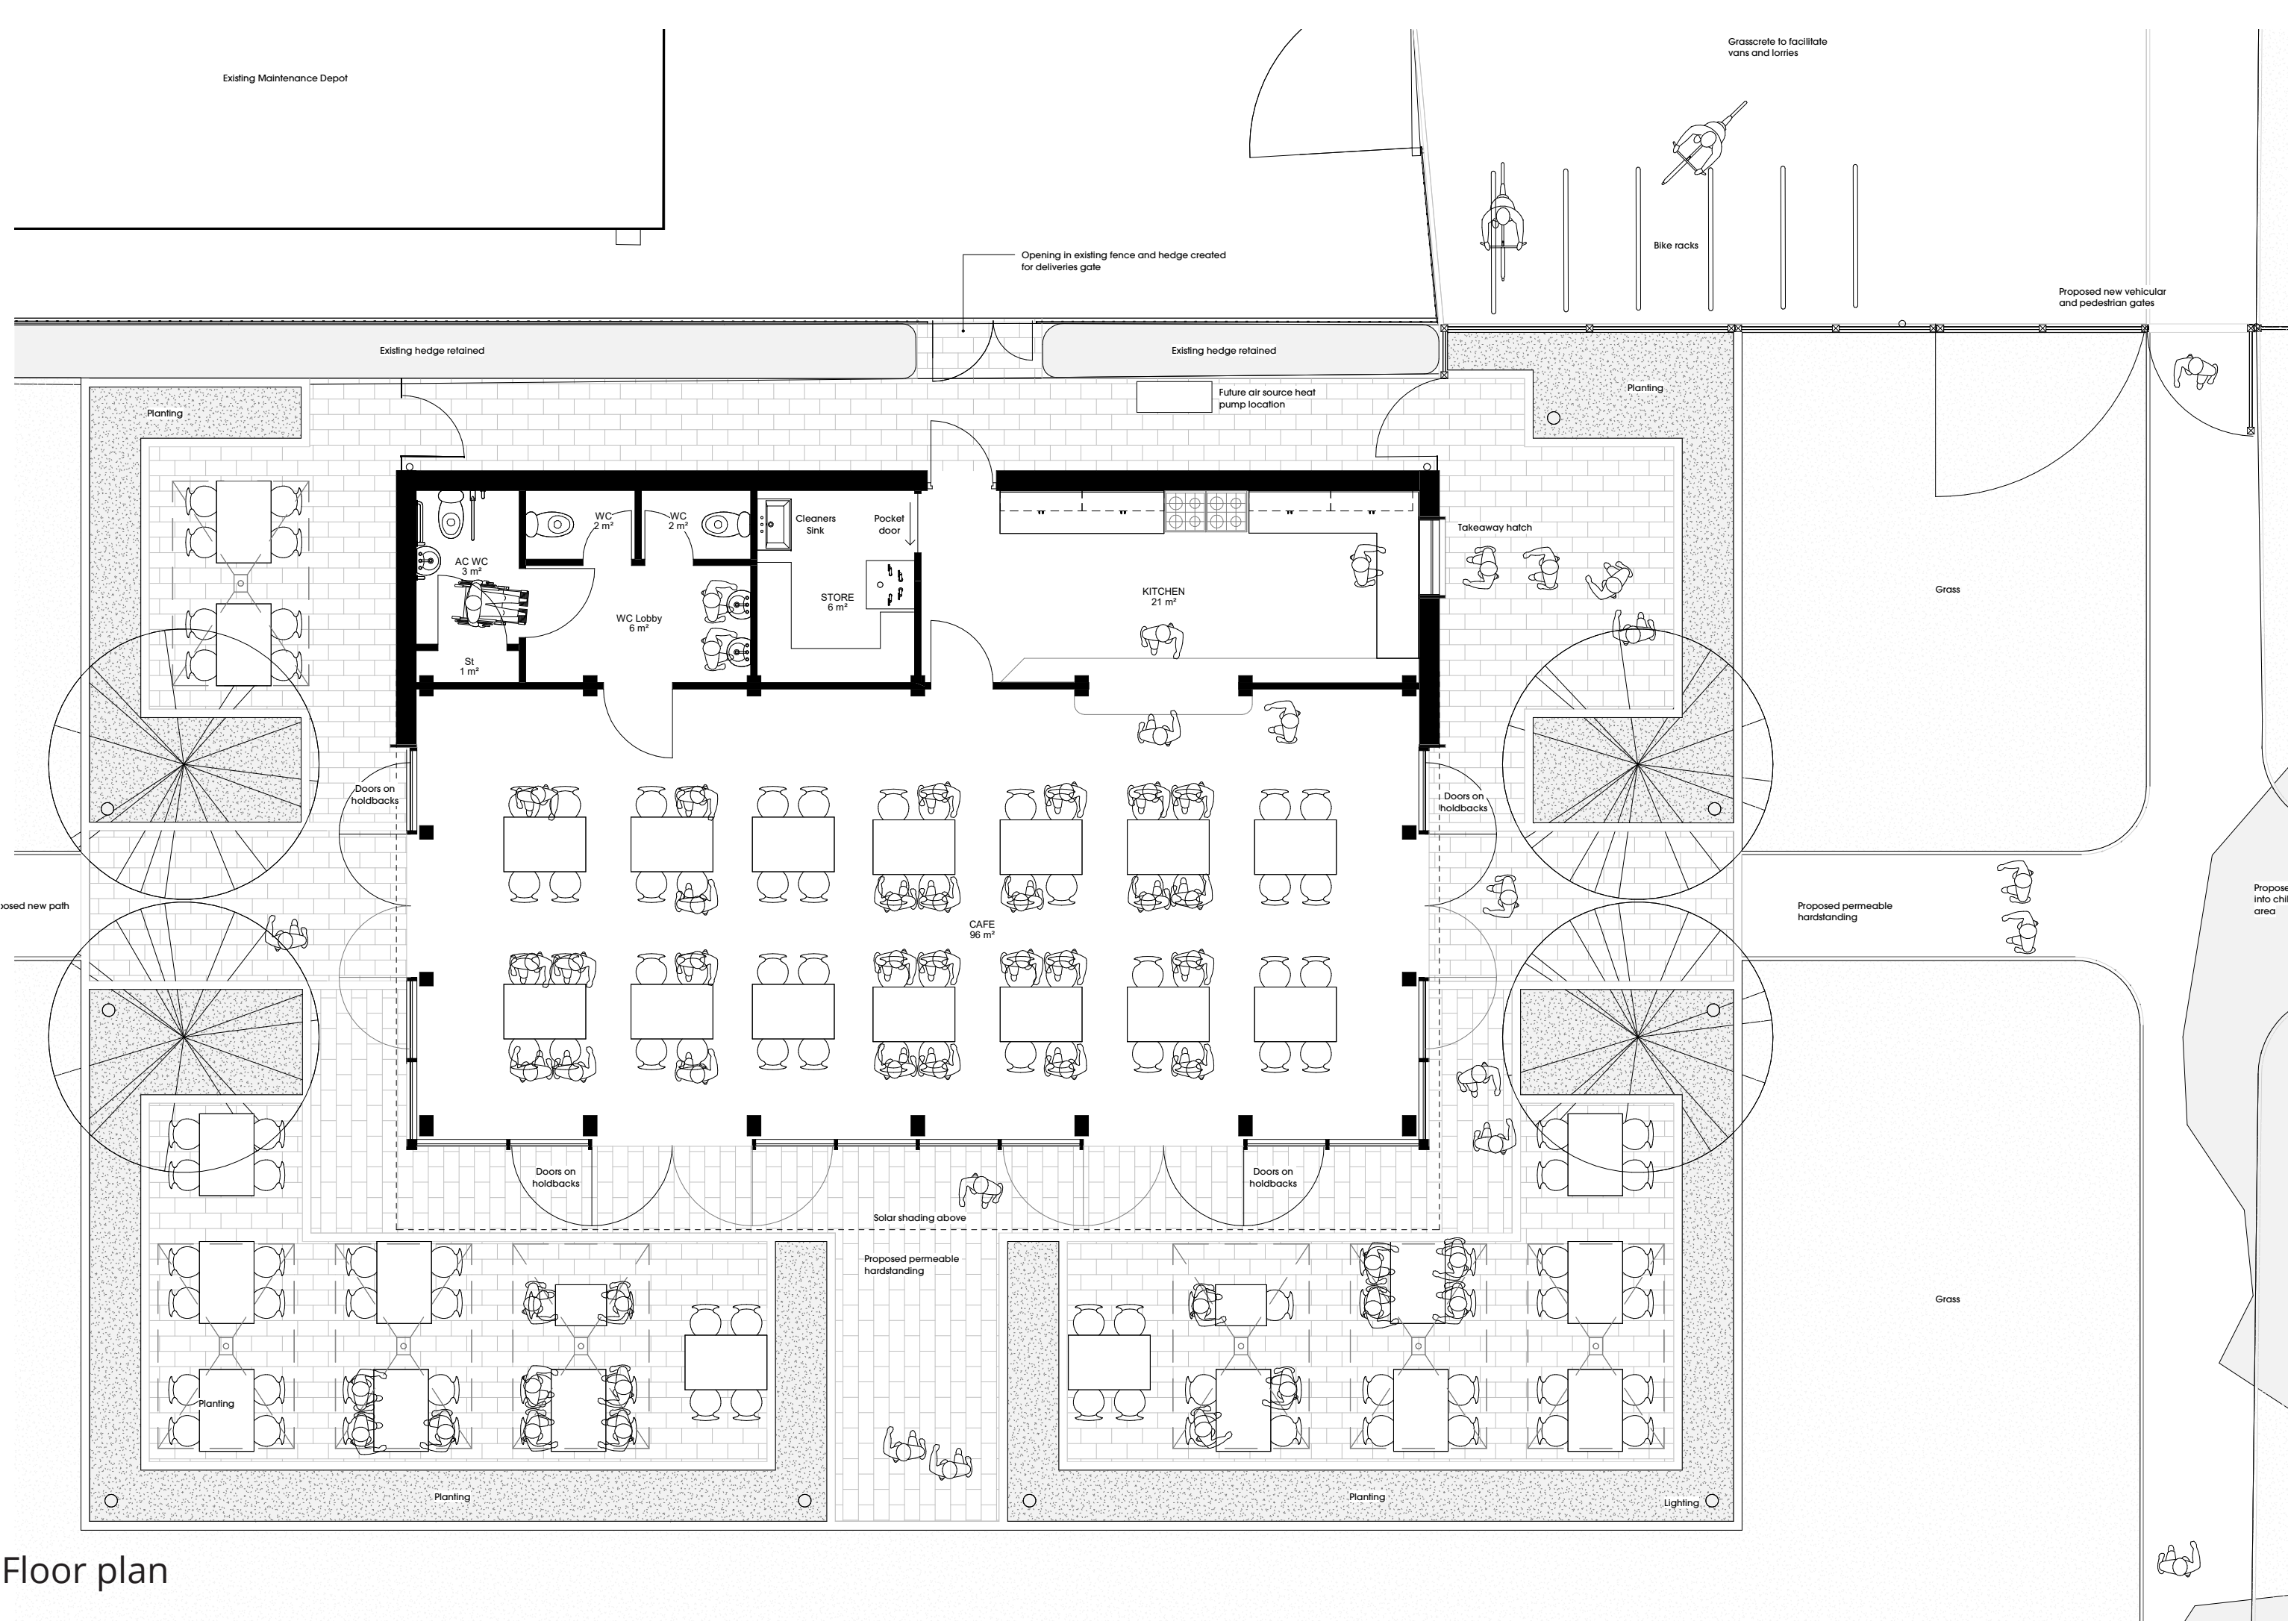 Grasscrete to facilitate
vans and lorries
Existing Maintenance Depot
Bike racks
Opening in existing fence and hedge created
for deliveries gate
Proposed new vehicular
and pedestrian gates
Existing hedge retained
Existing hedge retained
Planting
Future air source heat
pump location
Planting
WC
2 m²
WC
2 m²
Cleaners
Sink
Pocket
door
Takeaway hatch
AC WC
3 m²
STORE
6 m²
KITCHEN
21 m²
Grass
WC Lobby
6 m²
St
1 m²
Doors on
holdbacks
Doors on
holdbacks
osed new path
CAFE
96 m²
Proposed permeable
hardstanding
Propose
into chil
area
Doors on
holdbacks
Doors on
holdbacks
Solar shading above
Proposed permeable
hardstanding
Grass
Planting
Planting
Planting
Lighting
Floor plan